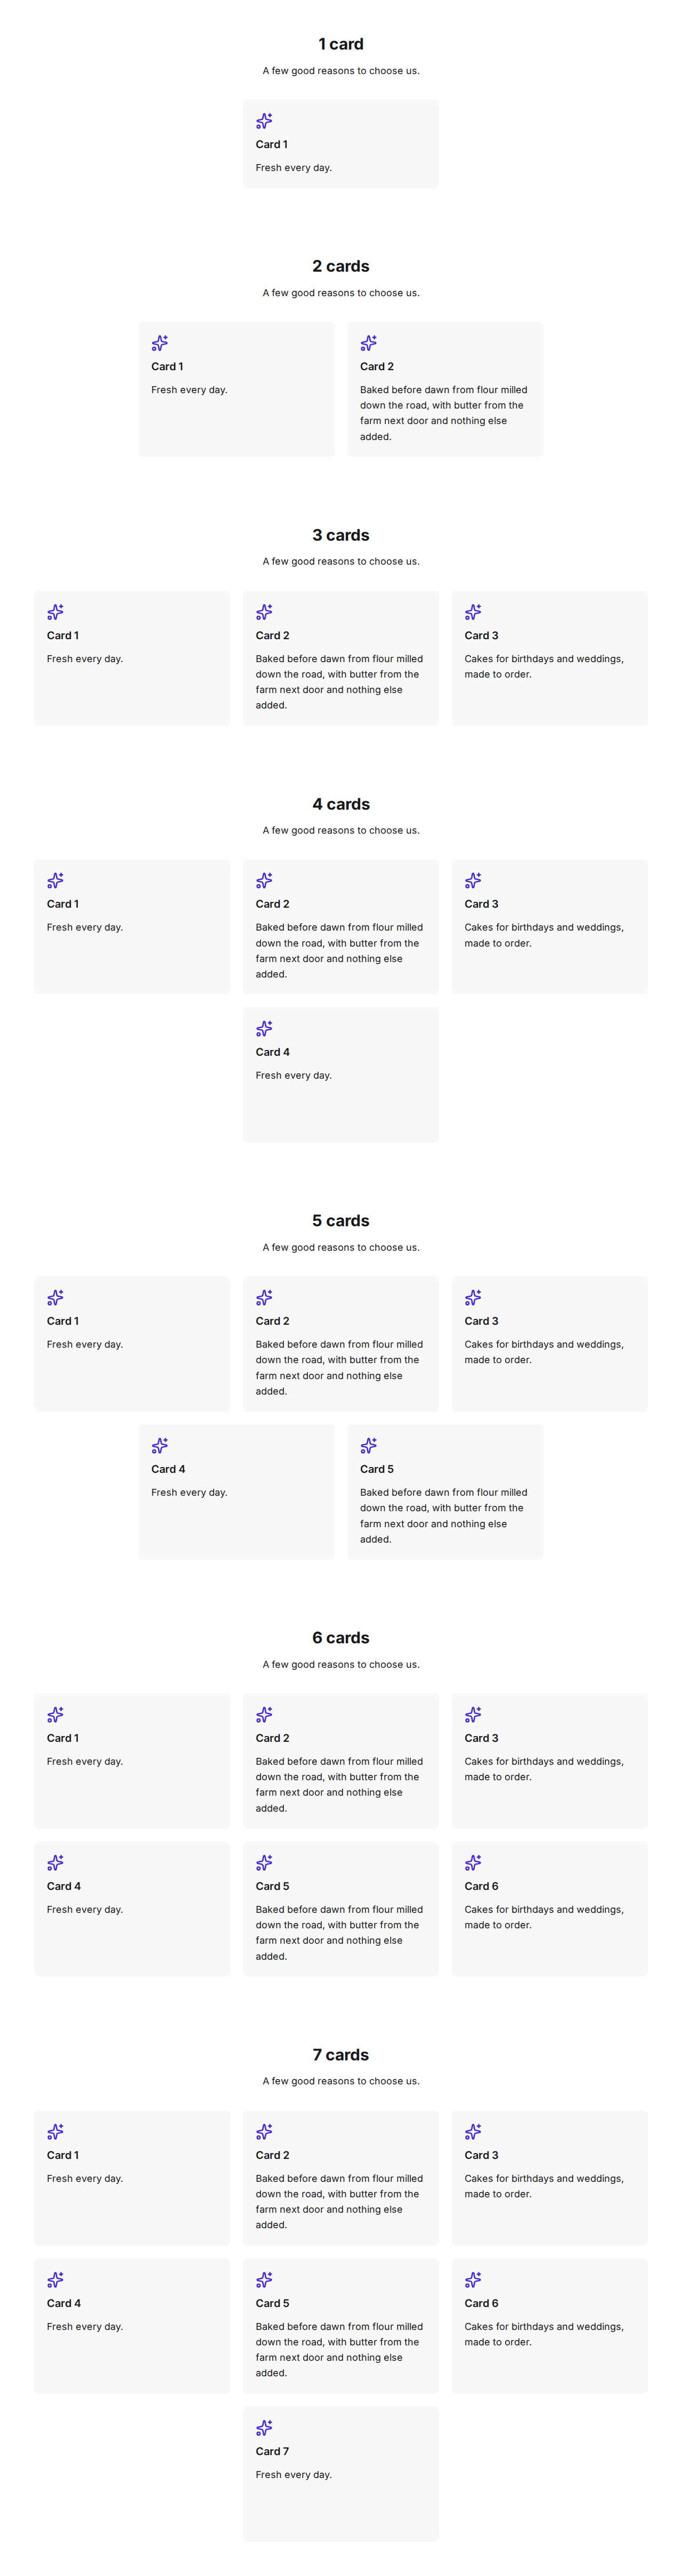 1 card
A few good reasons to choose us.
Card 1
Fresh every day.
2 cards
A few good reasons to choose us.
Card 1
Fresh every day.
Card 2
Baked before dawn from flour milled
down the road, with butter from the
farm next door and nothing else
added.
3 cards
A few good reasons to choose us.
Card 1
Fresh every day.
Card 2
Baked before dawn from flour milled
down the road, with butter from the
farm next door and nothing else
added.
Card 3
Cakes for birthdays and weddings,
made to order.
4 cards
A few good reasons to choose us.
Card 1
Fresh every day.
Card 2
Baked before dawn from flour milled
down the road, with butter from the
farm next door and nothing else
added.
Card 3
Cakes for birthdays and weddings,
made to order.
Card 4
Fresh every day.
5 cards
A few good reasons to choose us.
Card 1
Fresh every day.
Card 2
Baked before dawn from flour milled
down the road, with butter from the
farm next door and nothing else
added.
Card 3
Cakes for birthdays and weddings,
made to order.
Card 4
Fresh every day.
Card 5
Baked before dawn from flour milled
down the road, with butter from the
farm next door and nothing else
added.
6 cards
A few good reasons to choose us.
Card 1
Fresh every day.
Card 2
Baked before dawn from flour milled
down the road, with butter from the
farm next door and nothing else
added.
Card 3
Cakes for birthdays and weddings,
made to order.
Card 4
Fresh every day.
Card 5
Baked before dawn from flour milled
down the road, with butter from the
farm next door and nothing else
added.
Card 6
Cakes for birthdays and weddings,
made to order.
7 cards
A few good reasons to choose us.
Card 1
Fresh every day.
Card 2
Baked before dawn from flour milled
down the road, with butter from the
farm next door and nothing else
added.
Card 3
Cakes for birthdays and weddings,
made to order.
Card 4
Fresh every day.
Card 5
Baked before dawn from flour milled
down the road, with butter from the
farm next door and nothing else
added.
Card 6
Cakes for birthdays and weddings,
made to order.
Card 7
Fresh every day.